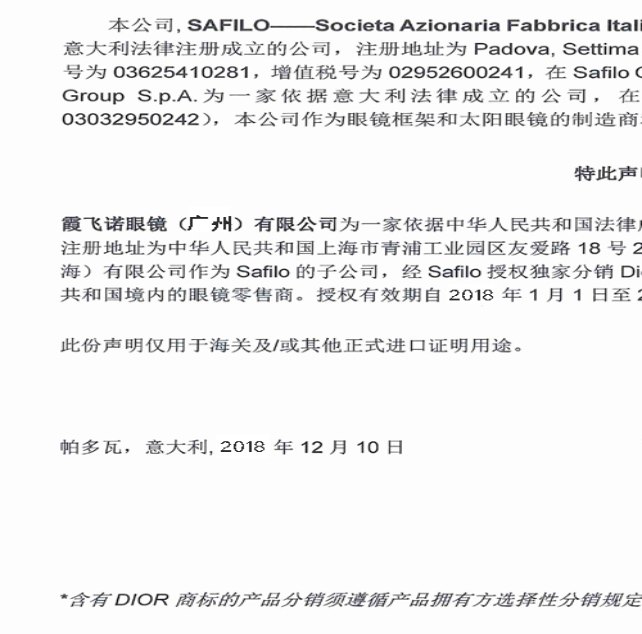 本公司, SAFILO——Societa Azionaria Fabbrica Itali
意大利法律注册成立的公司，注册地址为 Padova, Settima
号为 03625410281，增值税号为 02952600241，在 Safilo
Group S.p.A.为一家依据意大利法律成立的公司，在
03032950242），本公司作为眼镜框架和太阳眼镜的制造商
特此声
霞飞诺眼镜（广州）有限公司为一家依据中华人民共和国法律
注册地址为中华人民共和国上海市青浦工业园区友爱路 18 号 2
海）有限公司作为 Safilo 的子公司，经 Safilo 授权独家分销 Di
共和国境内的眼镜零售商。授权有效期自 2018 年 1 月 1 日至 2
此份声明仅用于海关及/或其他正式进口证明用途。
帕多瓦，意大利, 2018 年 12 月 10 日
*含有 DIOR 商标的产品分销须遵循产品拥有方选择性分销规定